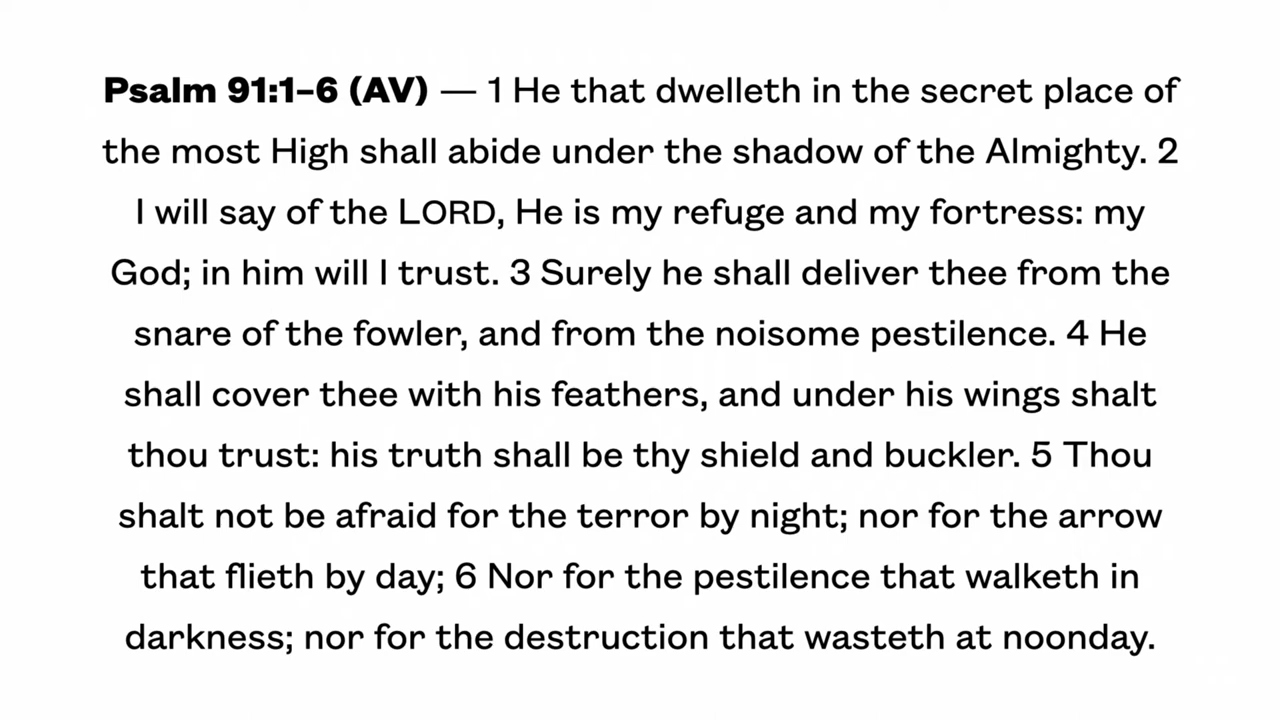 Psalm 91:1–6 (AV) — 1 He that dwelleth in the secret place of
the most High shall abide under the shadow of the Almighty. 2
I will say of the LORD, He is my refuge and my fortress: my
God; in him will I trust. 3 Surely he shall deliver thee from the
snare of the fowler, and from the noisome pestilence. 4 He
shall cover thee with his feathers, and under his wings shalt
thou trust: his truth shall be thy shield and buckler. 5 Thou
shalt not be afraid for the terror by night; nor for the arrow
that flieth by day; 6 Nor for the pestilence that walketh in
darkness; nor for the destruction that wasteth at noonday.